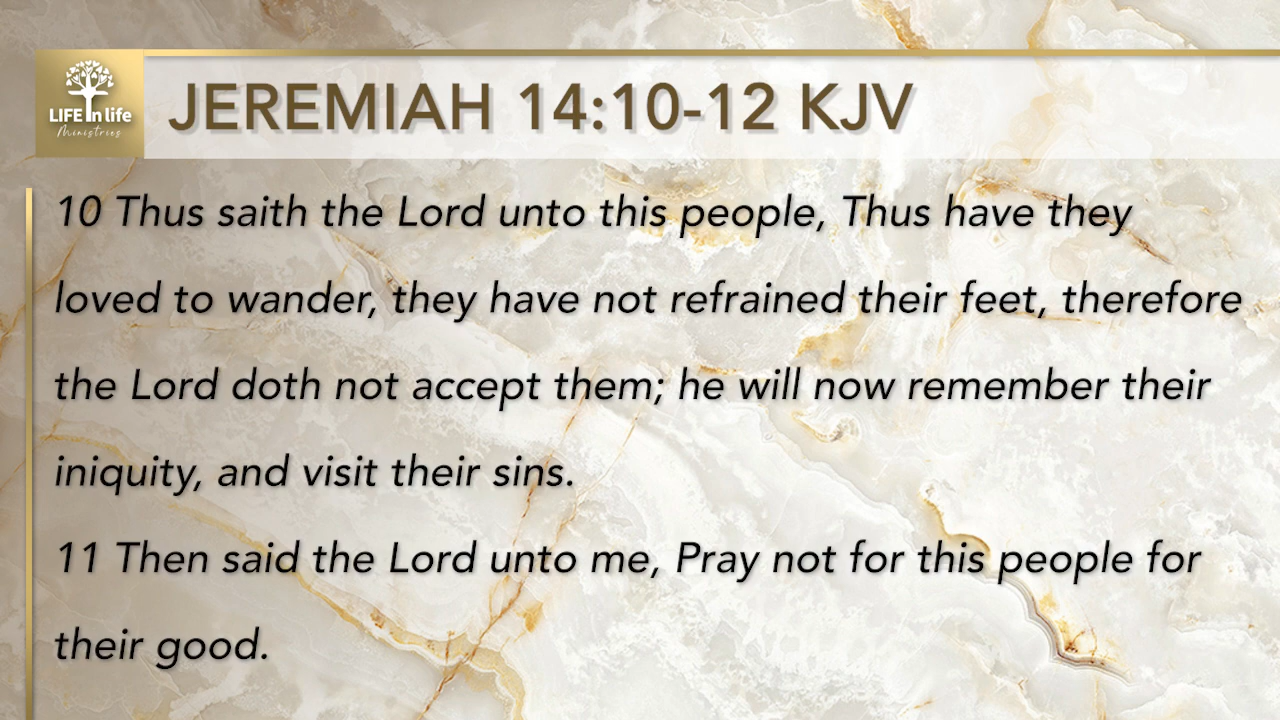 LIFE in life
Ministries
JEREMIAH 14:10-12 KJV
10 Thus saith the Lord unto this people, Thus have they
loved to wander, they have not refrained their feet, therefore
the Lord doth not accept them; he will now remember their
iniquity, and visit their sins.
11 Then said the Lord unto me, Pray not for this people for
their good.